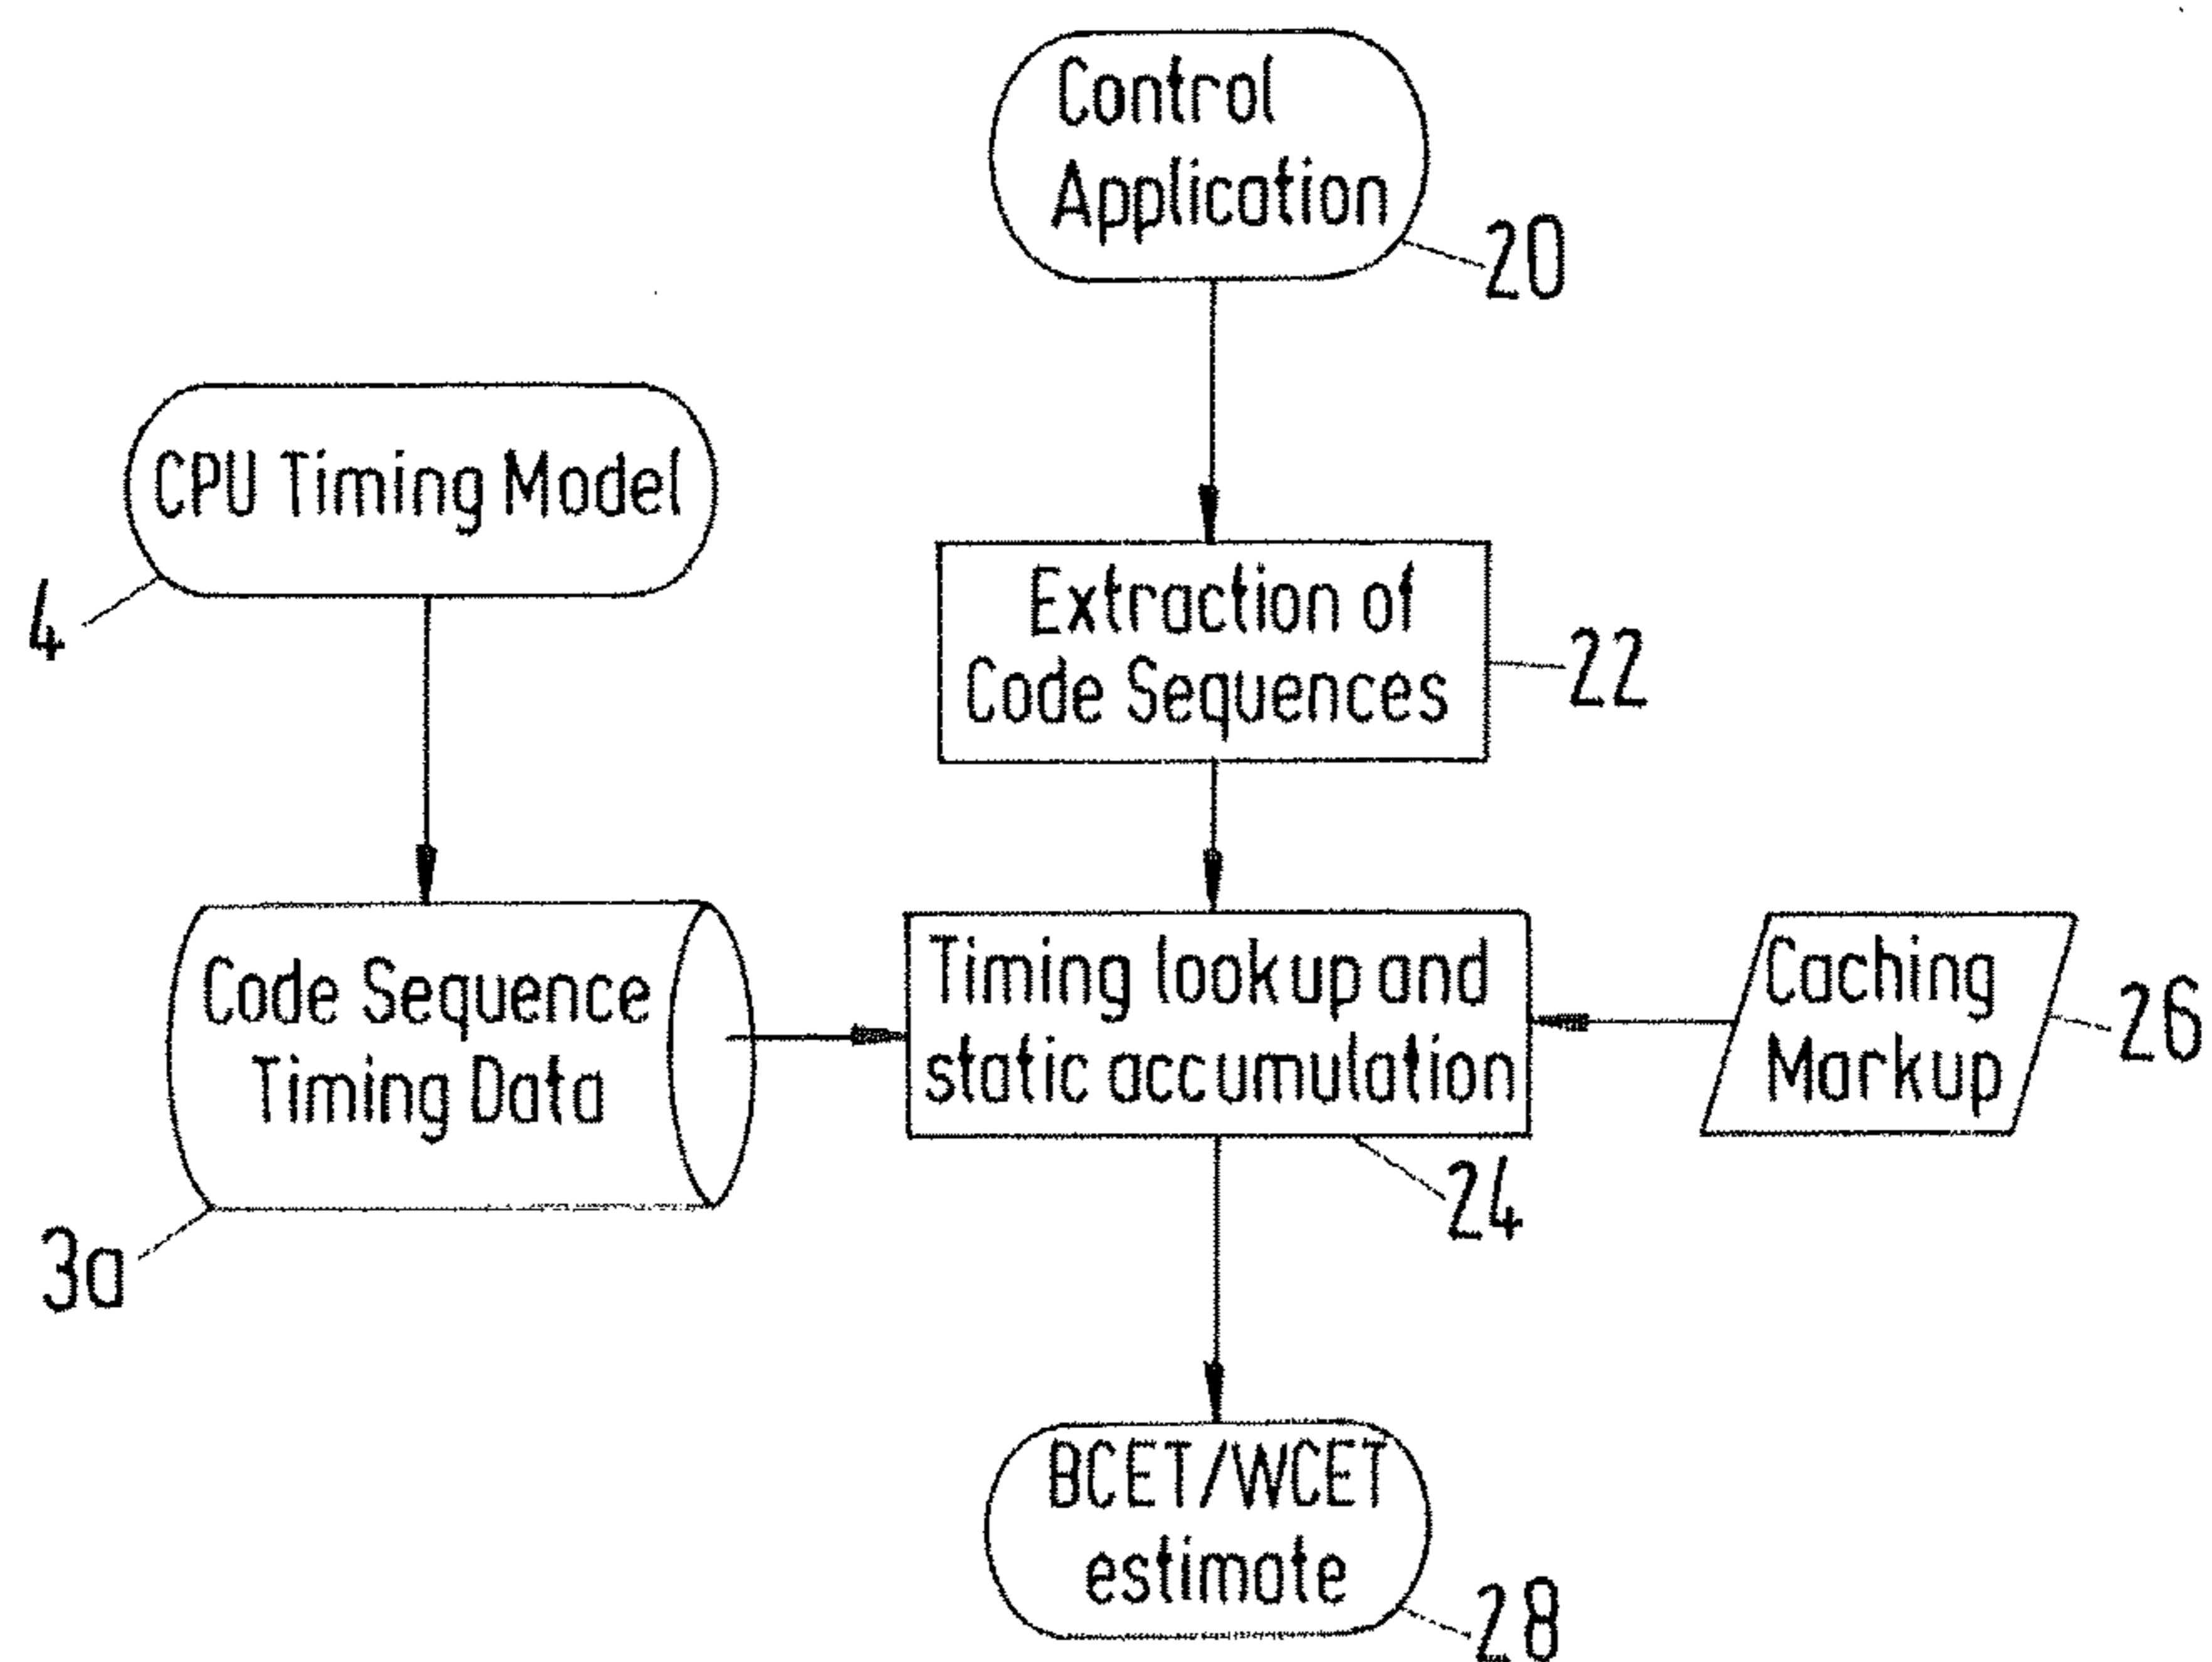 Control
Application
20
CPU Timing Model
4
Extraction of
Code Sequences
22
Code Sequence
Timing Data
3a
Timing lookup and
static accumulation
24
Caching
Markup
26
BCET/WCET
estimate
28